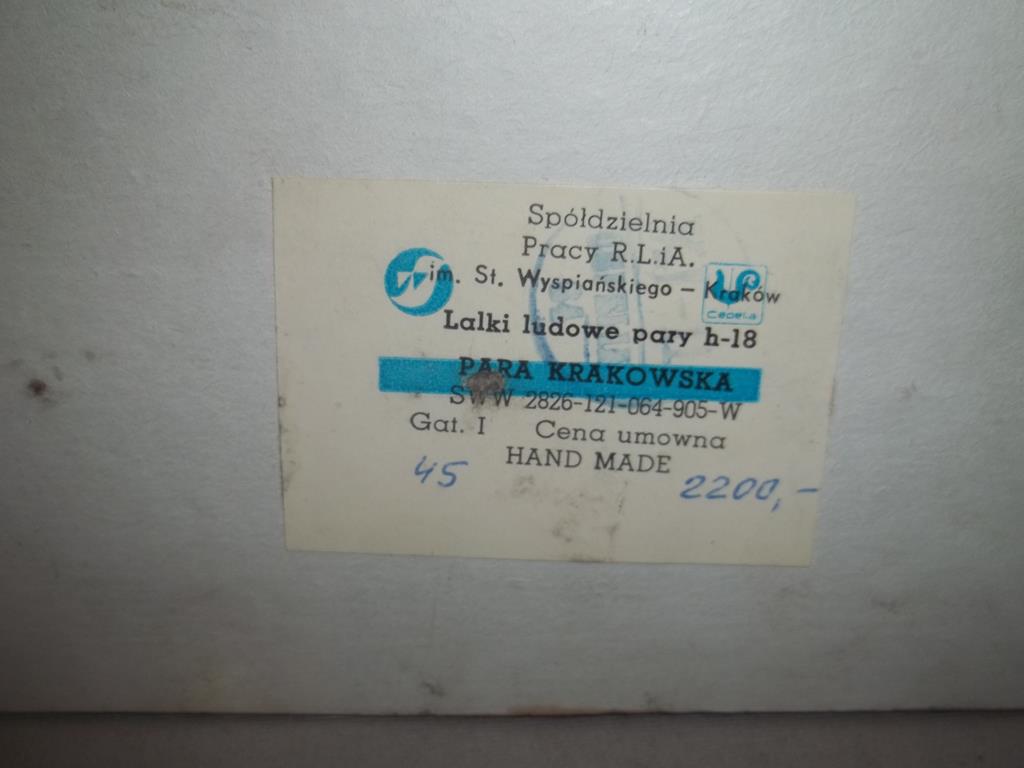 Spółdzielnia
Pracy R.L.iA.
im. St. Wyspiańskiego – Kraków
Cepelia
Lalki ludowe pary h-18
PARA KRAKOWSKA
SWW 2826-121-064-905-W
Gat. I Cena umowna
HAND MADE
45 2200,-